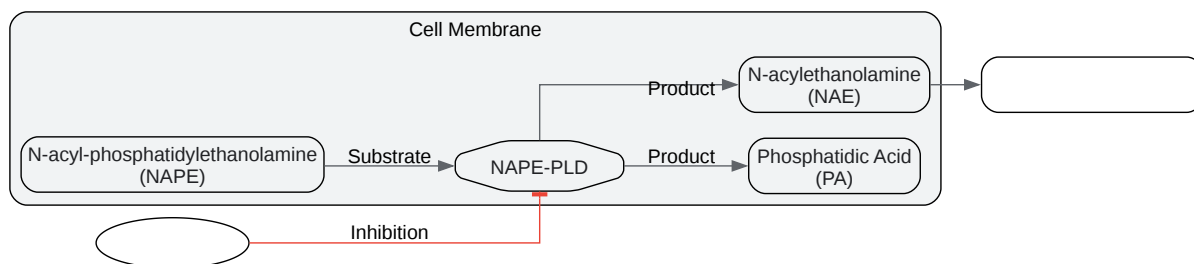 Cell Membrane
N-acylethanolamine
(NAE)
Product
N-acyl-phosphatidylethanolamine
(NAPE)
Substrate
NAPE-PLD
Product
Phosphatidic Acid
(PA)
Inhibition